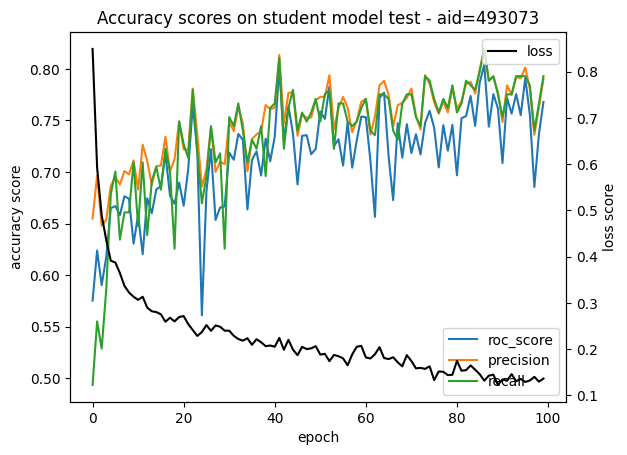 Accuracy scores on student model test - aid=493073
loss
accuracy score
0.80
0.75
0.70
0.65
0.60
0.55
0.50
0.8
0.7
0.6
0.5
0.4
0.3
0.2
0.1
loss score
roc_score
precision
recall
0
20
40
60
80
100
epoch